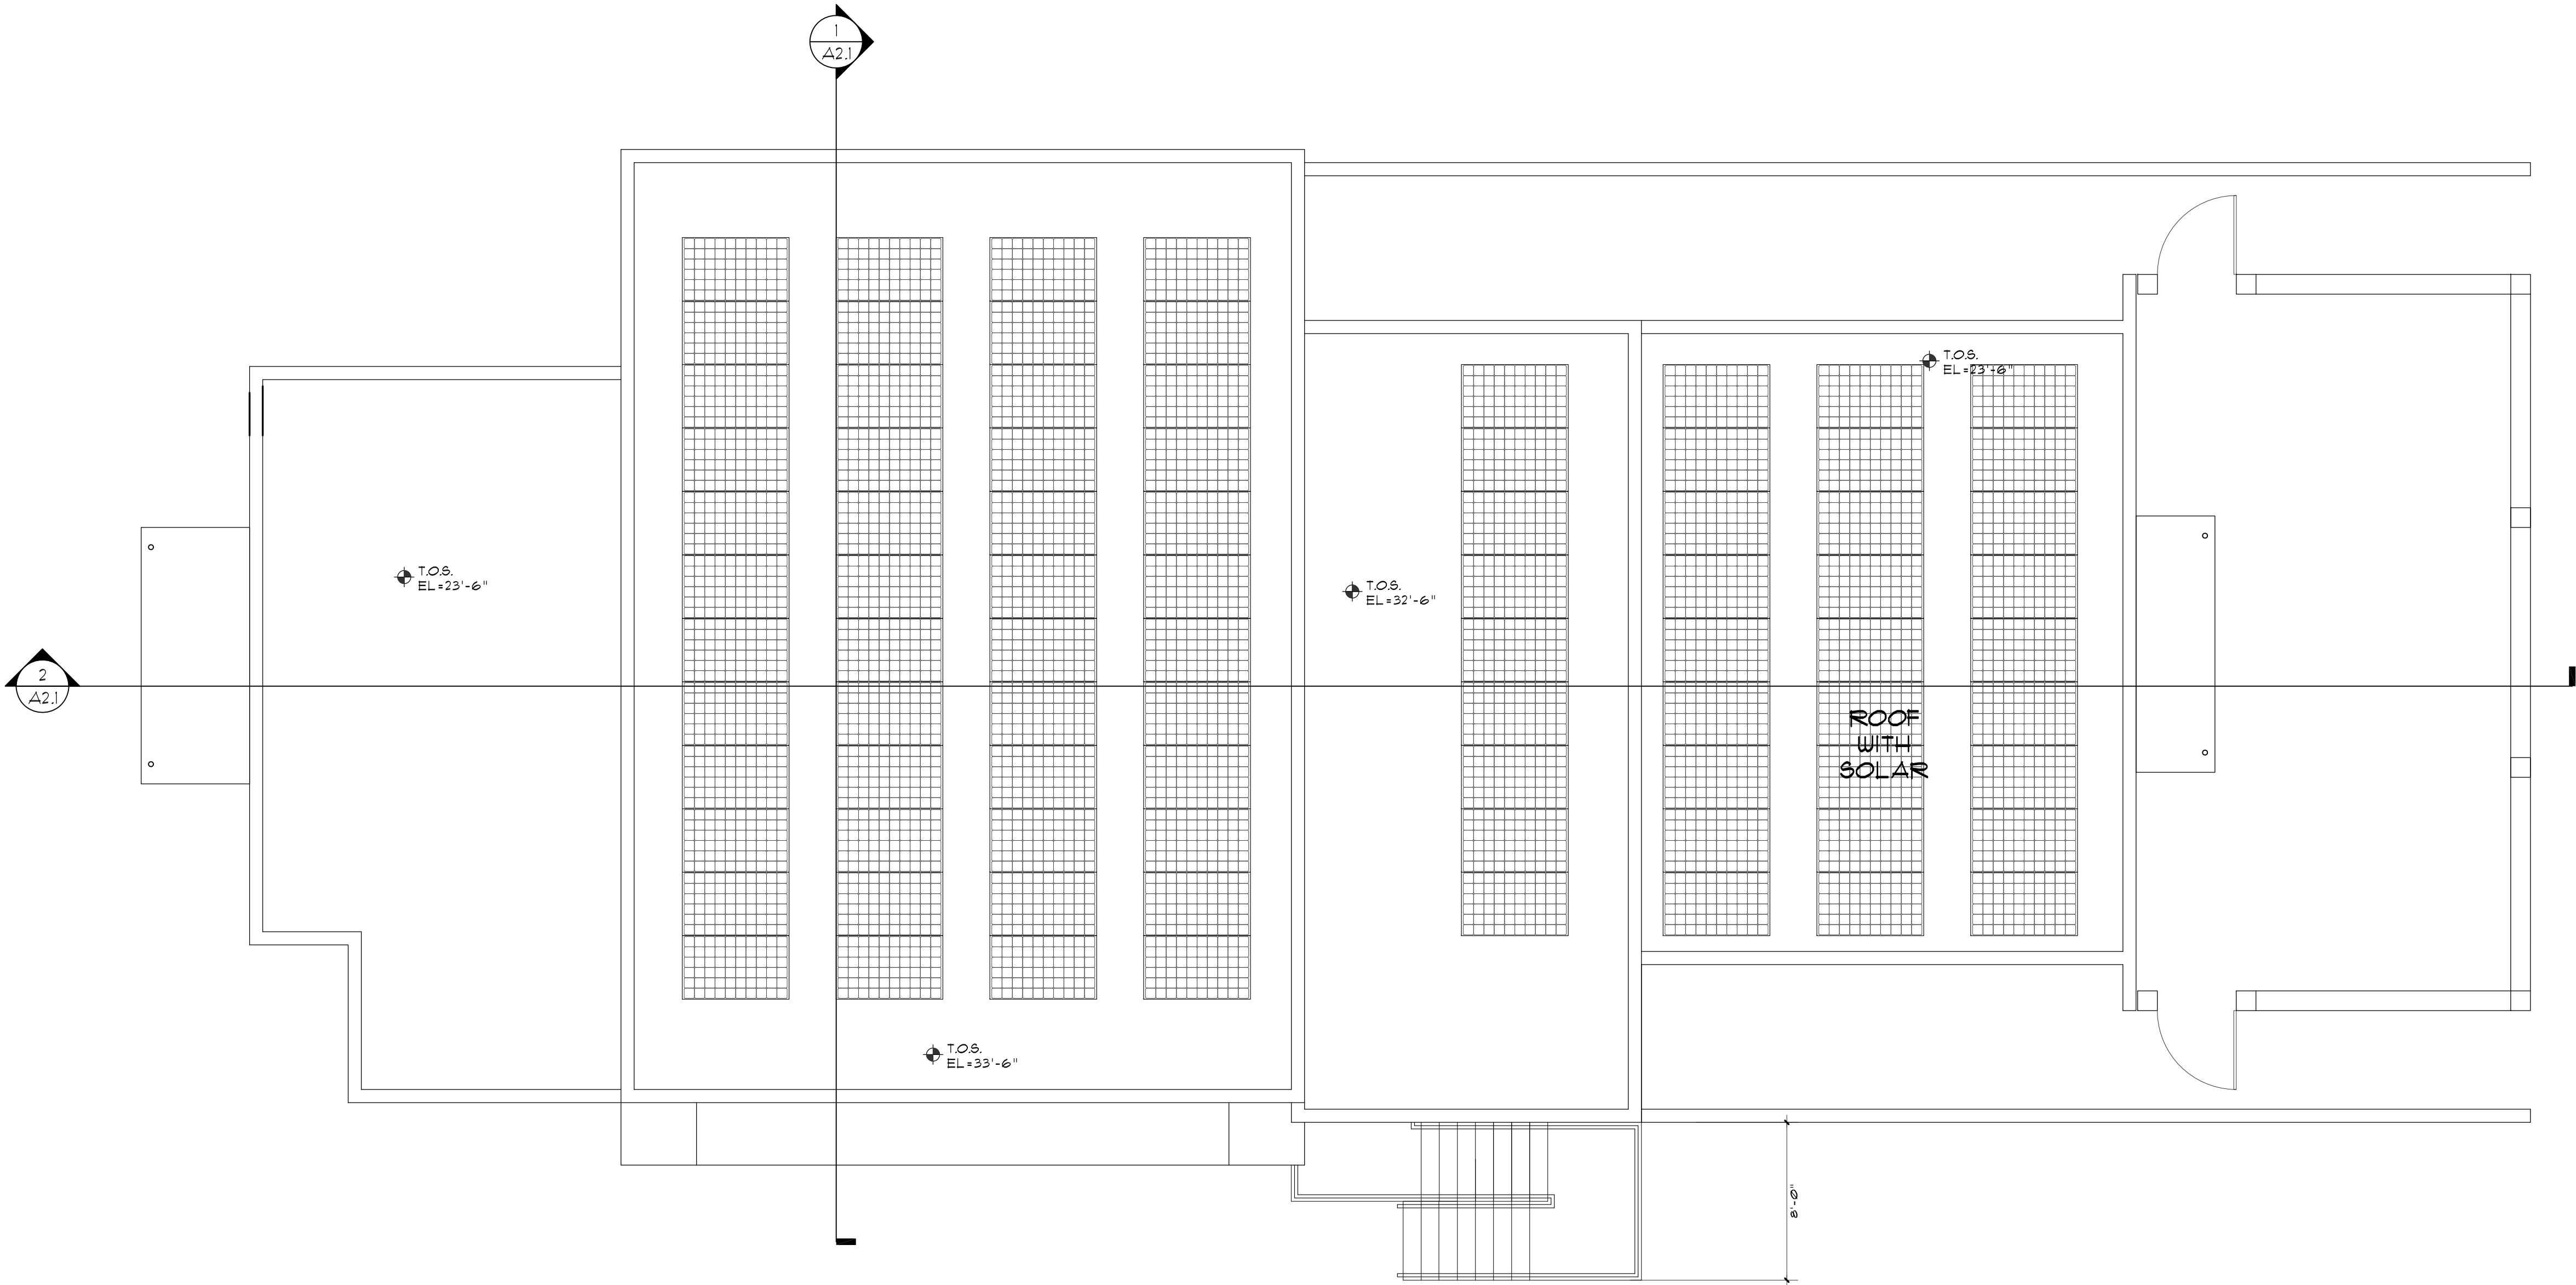 1
A2.1
T.O.S.
EL=23'-6"
T.O.S.
EL=23'-6"
T.O.S.
EL=32'-6"
2
A2.1
ROOF
WITH
SOLAR
T.O.S.
EL=33'-6"
8'-0"